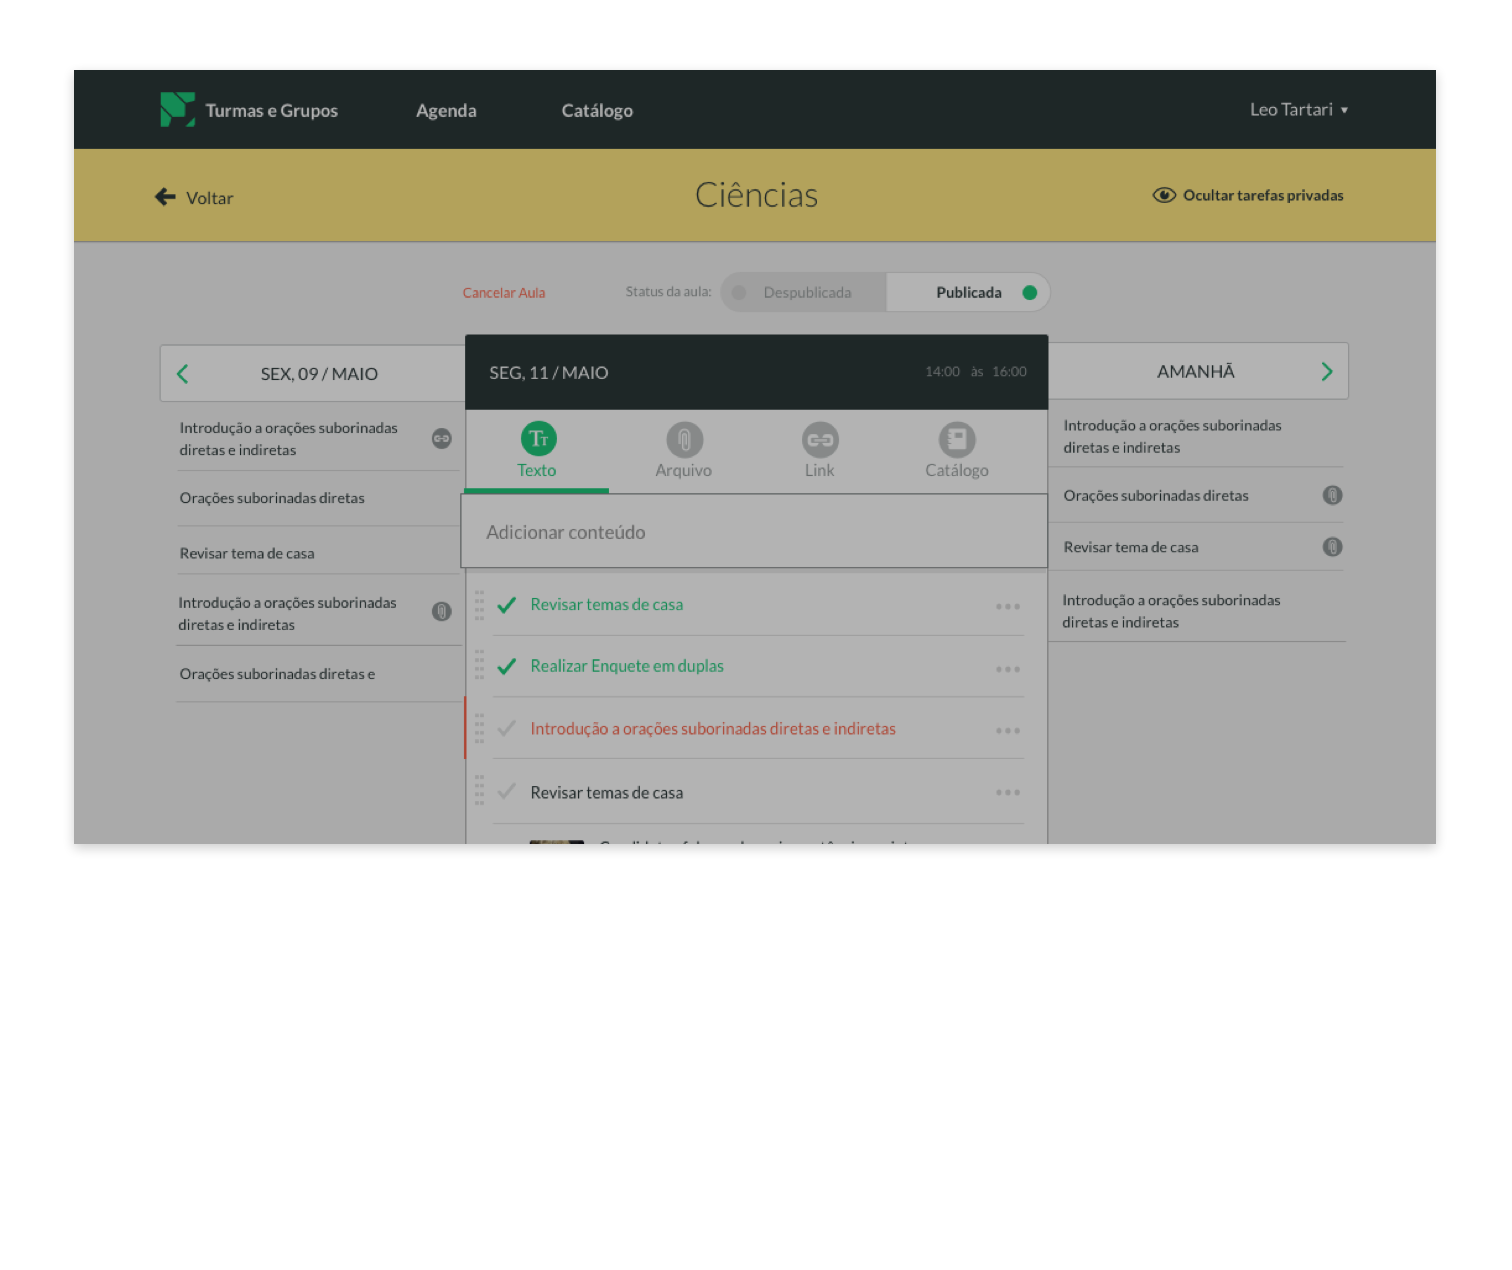 Turmas e Grupos
Agenda
Catálogo
Leo Tartari
Voltar
Ciências
Ocultar tarefas privadas
Cancelar Aula
Status da aula:
Despublicada
Publicada
SEX, 09 / MAIO
Introdução a orações suborinadas
diretas e indiretas
Orações suborinadas diretas
Revisar tema de casa
Introdução a orações suborinadas
diretas e indiretas
Orações suborinadas diretas e
SEG, 11 / MAIO
14:00 às 16:00
Texto
Arquivo
Link
Catálogo
Adicionar conteúdo
Revisar temas de casa
Realizar Enquete em duplas
Introdução a orações suborinadas diretas e indiretas
Revisar temas de casa
AMANHÃ
Introdução a orações suborinadas
diretas e indiretas
Orações suborinadas diretas
Revisar tema de casa
Introdução a orações suborinadas
diretas e indiretas